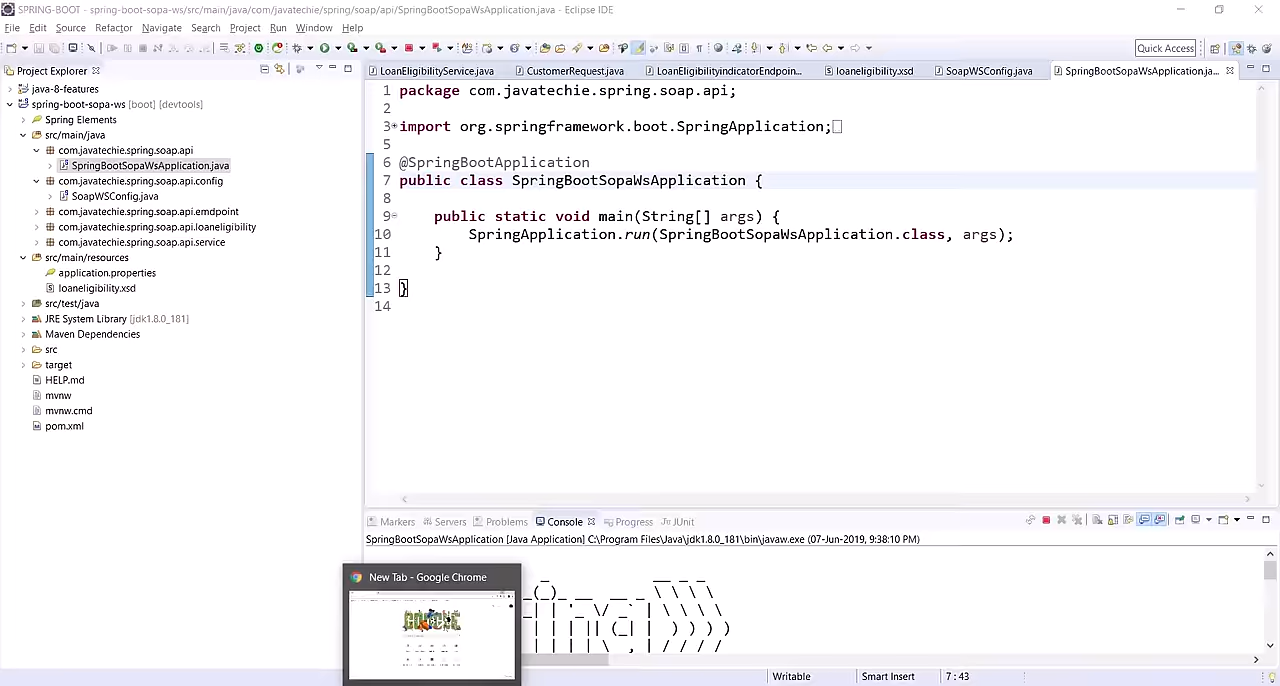 SPRING-BOOT - spring-boot-sopa-ws/src/main/java/com/javatechie/spring/soap/api/SpringBootSopaWsApplication.java - Eclipse IDE
File Edit Source Refactor Navigate Search Project Run Window Help
Quick Access
Project Explorer
LoanEligibilityService.java
CustomerRequest.java
LoanEligibilityindicatorEndpoin...
loaneligibility.xsd
SoapWSConfig.java
SpringBootSopaWsApplication.ja...
java-8-features
spring-boot-sopa-ws [boot] [devtools]
Spring Elements
src/main/java
com.javatechie.spring.soap.api
SpringBootSopaWsApplication.java
com.javatechie.spring.soap.api.config
SoapWSConfig.java
com.javatechie.spring.soap.api.emdpoint
com.javatechie.spring.soap.api.loaneligibility
com.javatechie.spring.soap.api.service
src/main/resources
application.properties
loaneligibility.xsd
src/test/java
JRE System Library [jdk1.8.0_181]
Maven Dependencies
src
target
HELP.md
mvnw
mvnw.cmd
pom.xml
1 package com.javatechie.spring.soap.api;
2
3 import org.springframework.boot.SpringApplication;
5
6 @SpringBootApplication
7 public class SpringBootSopaWsApplication {
8
9 public static void main(String[] args) {
10 SpringApplication.run(SpringBootSopaWsApplication.class, args);
11 }
12
13 }
14
Markers
Servers
Problems
Console
Progress
JUnit
SpringBootSopaWsApplication [Java Application] C:\Program Files\Java\jdk1.8.0_181\bin\javaw.exe (07-Jun-2019, 9:38:10 PM)
New Tab - Google Chrome
Writable
Smart Insert
7 : 43